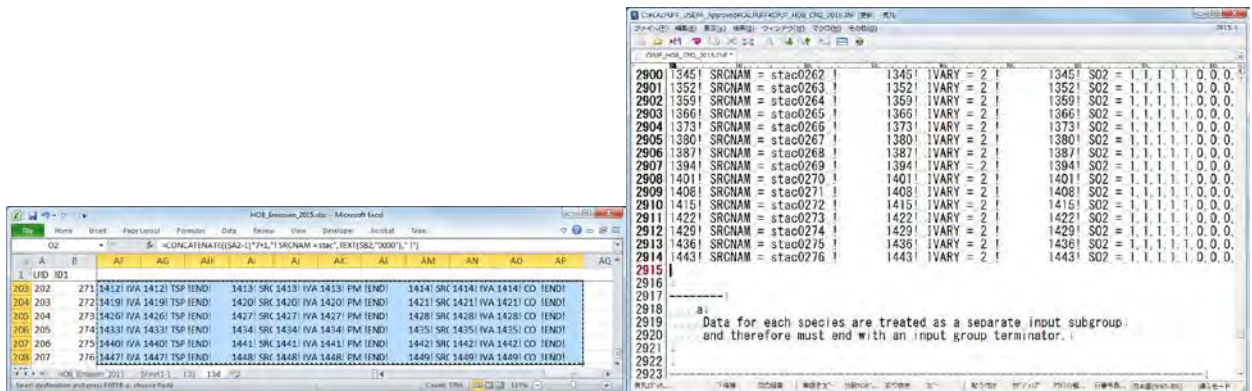 HOB_Emission_2015.xlsx - Microsoft Excel
File Home Insert Page Layout Formulas Data Review View Developer Acrobat Team
O2 fx =CONCATENATE(($A2-1)*7+1,"! SRCNAM = stac",TEXT($B2,"0000")," !")
A B AF AG AH AI AJ AK AL AM AN AO AP AQ
1 UID ID1
203 202 271 1412! IVA 1412! TSP !END! 1413! SRC 1413! IVA 1413! PM !END! 1414! SRC 1414! IVA 1414! CO !END!
204 203 272 1419! IVA 1419! TSP !END! 1420! SRC 1420! IVA 1420! PM !END! 1421! SRC 1421! IVA 1421! CO !END!
205 204 273 1426! IVA 1426! TSP !END! 1427! SRC 1427! IVA 1427! PM !END! 1428! SRC 1428! IVA 1428! CO !END!
206 205 274 1433! IVA 1433! TSP !END! 1434! SRC 1434! IVA 1434! PM !END! 1435! SRC 1435! IVA 1435! CO !END!
207 206 275 1440! IVA 1440! TSP !END! 1441! SRC 1441! IVA 1441! PM !END! 1442! SRC 1442! IVA 1442! CO !END!
208 207 276 1447! IVA 1447! TSP !END! 1448! SRC 1448! IVA 1448! PM !END! 1449! SRC 1449! IVA 1449! CO !END!
HOB_Emission_2015 Sheet1-1 13d
Select destination and press ENTER or choose Paste
2900 1345! SRCNAM = stac0262 ! 1345! IVARY = 2 ! 1345! SO2 = 1,1,1,1,1,0,0,0,
2901 1352! SRCNAM = stac0263 ! 1352! IVARY = 2 ! 1352! SO2 = 1,1,1,1,1,0,0,0,
2902 1359! SRCNAM = stac0264 ! 1359! IVARY = 2 ! 1359! SO2 = 1,1,1,1,1,0,0,0,
2903 1366! SRCNAM = stac0265 ! 1366! IVARY = 2 ! 1366! SO2 = 1,1,1,1,1,0,0,0,
2904 1373! SRCNAM = stac0266 ! 1373! IVARY = 2 ! 1373! SO2 = 1,1,1,1,1,0,0,0,
2905 1380! SRCNAM = stac0267 ! 1380! IVARY = 2 ! 1380! SO2 = 1,1,1,1,1,0,0,0,
2906 1387! SRCNAM = stac0268 ! 1387! IVARY = 2 ! 1387! SO2 = 1,1,1,1,1,0,0,0,
2907 1394! SRCNAM = stac0269 ! 1394! IVARY = 2 ! 1394! SO2 = 1,1,1,1,1,0,0,0,
2908 1401! SRCNAM = stac0270 ! 1401! IVARY = 2 ! 1401! SO2 = 1,1,1,1,1,0,0,0,
2909 1408! SRCNAM = stac0271 ! 1408! IVARY = 2 ! 1408! SO2 = 1,1,1,1,1,0,0,0,
2910 1415! SRCNAM = stac0272 ! 1415! IVARY = 2 ! 1415! SO2 = 1,1,1,1,1,0,0,0,
2911 1422! SRCNAM = stac0273 ! 1422! IVARY = 2 ! 1422! SO2 = 1,1,1,1,1,0,0,0,
2912 1429! SRCNAM = stac0274 ! 1429! IVARY = 2 ! 1429! SO2 = 1,1,1,1,1,0,0,0,
2913 1436! SRCNAM = stac0275 ! 1436! IVARY = 2 ! 1436! SO2 = 1,1,1,1,1,0,0,0,
2914 1443! SRCNAM = stac0276 ! 1443! IVARY = 2 ! 1443! SO2 = 1,1,1,1,1,0,0,0,
2915
2916
2917 --------
2918 a
2919 Data for each species are treated as a separate input subgroup
2920 and therefore must end with an input group terminator.
2921
2922
2923